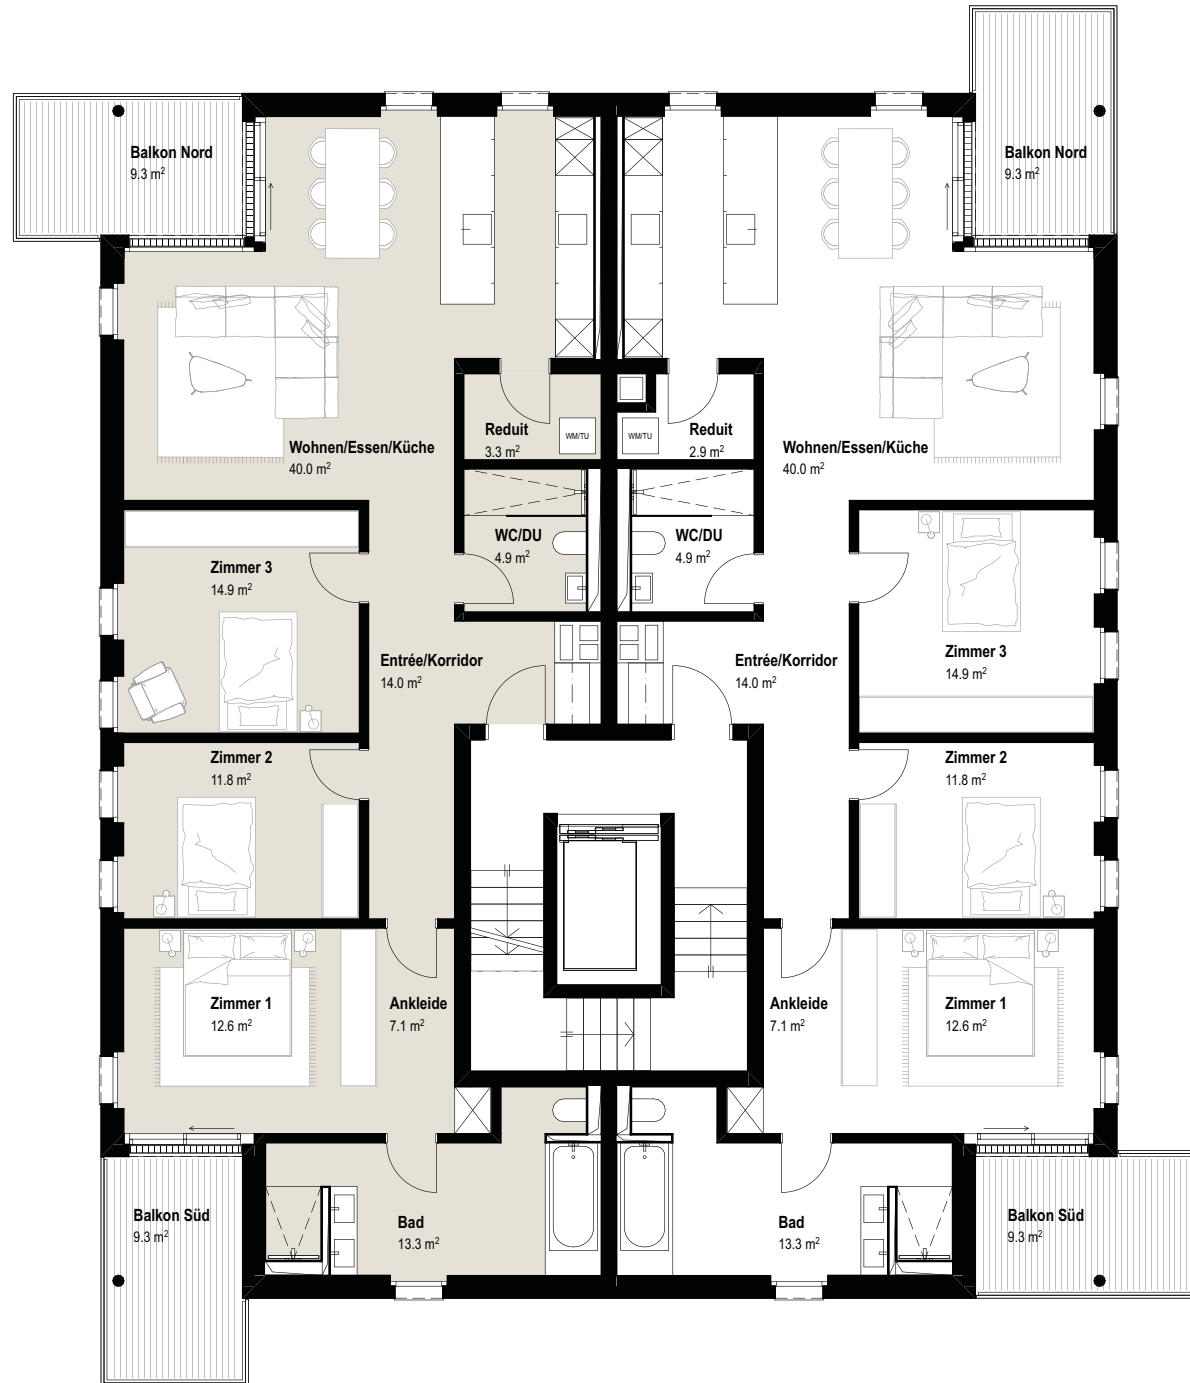 Balkon Nord
9.3 m²
Balkon Nord
9.3 m²
Reduit
3.3 m²
WM/TU
WM/TU
Reduit
2.9 m²
Wohnen/Essen/Küche
40.0 m²
Wohnen/Essen/Küche
40.0 m²
WC/DU
4.9 m²
WC/DU
4.9 m²
Zimmer 3
14.9 m²
Entrée/Korridor
14.0 m²
Entrée/Korridor
14.0 m²
Zimmer 3
14.9 m²
Zimmer 2
11.8 m²
Zimmer 2
11.8 m²
Zimmer 1
12.6 m²
Ankleide
7.1 m²
Ankleide
7.1 m²
Zimmer 1
12.6 m²
Balkon Süd
9.3 m²
Bad
13.3 m²
Bad
13.3 m²
Balkon Süd
9.3 m²